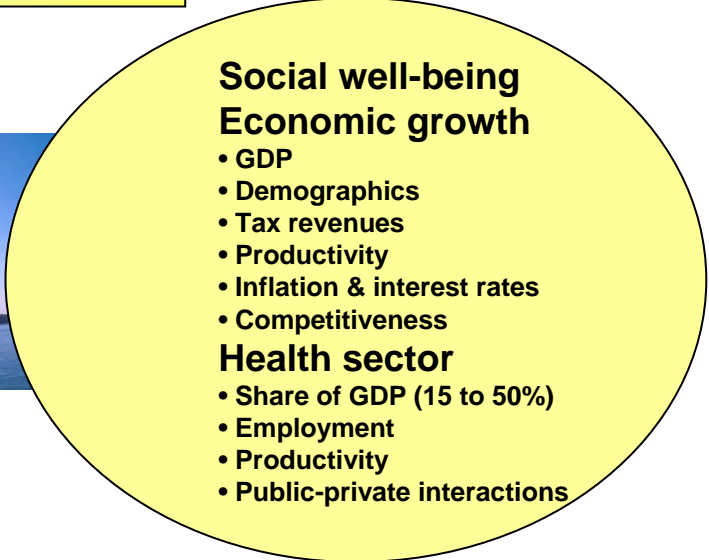 Social well-being
Economic growth
• GDP
• Demographics
• Tax revenues
• Productivity
• Inflation & interest rates
• Competitiveness
Health sector
• Share of GDP (15 to 50%)
• Employment
• Productivity
• Public-private interactions